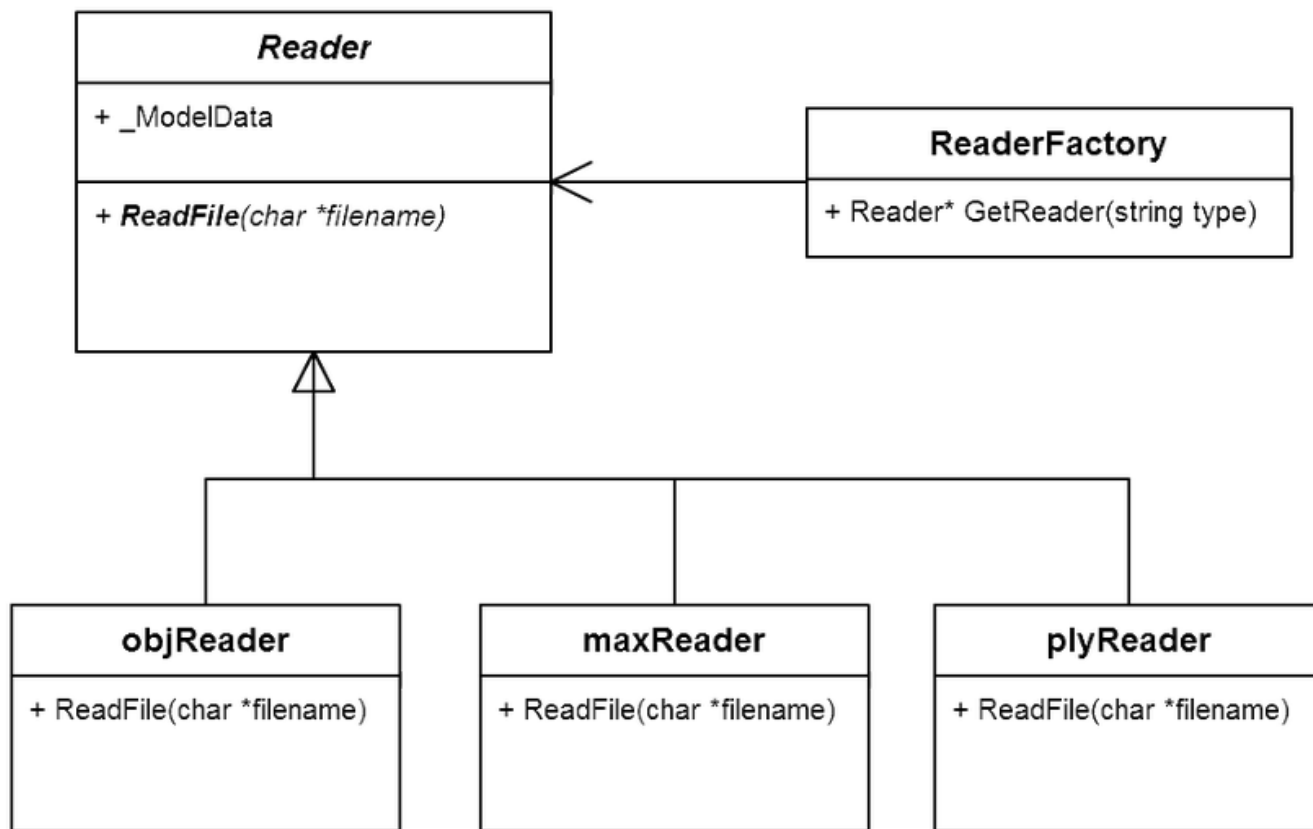 Reader
+ _ModelData
+ ReadFile(char *filename)
ReaderFactory
+ Reader* GetReader(string type)
objReader
+ ReadFile(char *filename)
maxReader
+ ReadFile(char *filename)
plyReader
+ ReadFile(char *filename)